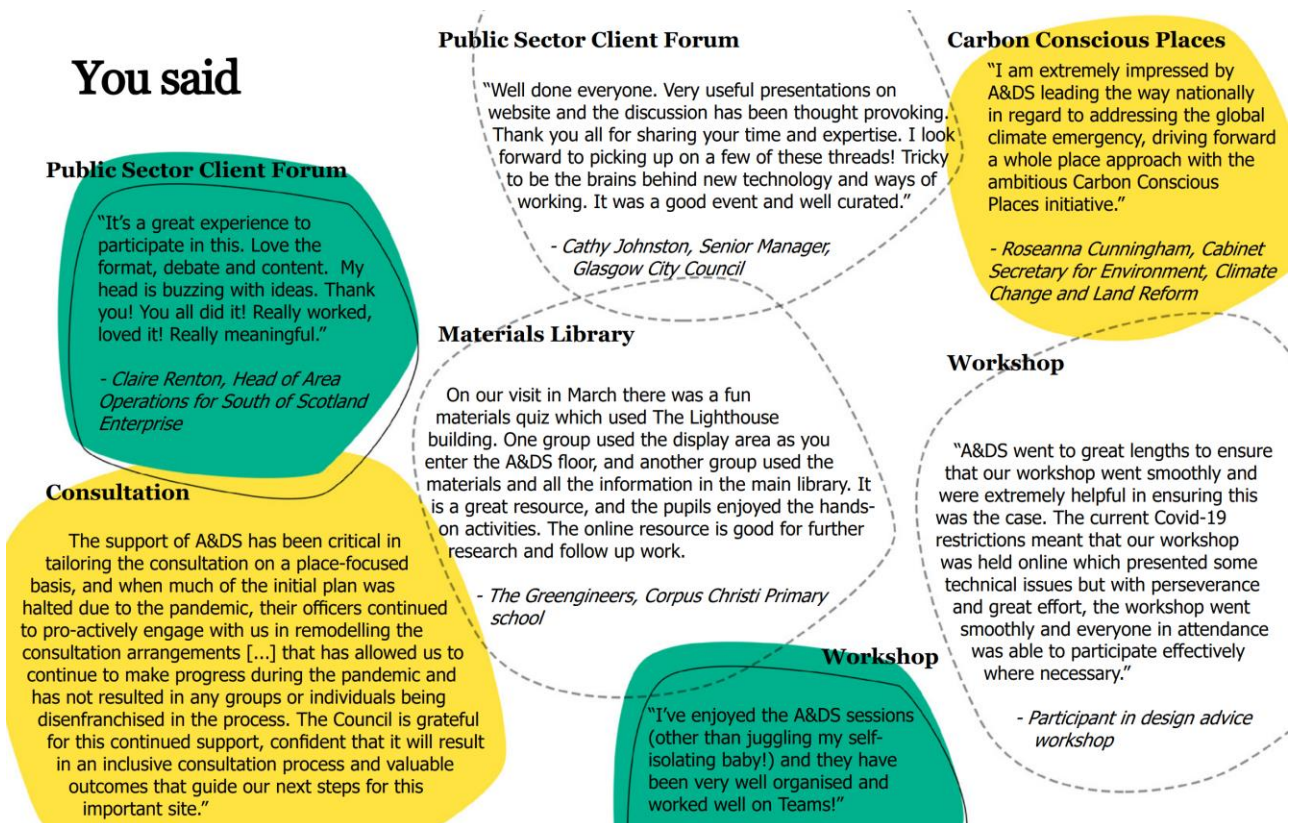 You said
Public Sector Client Forum
“It’s a great experience to
participate in this. Love the
format, debate and content.  My
head is buzzing with ideas. Thank
you! You all did it! Really worked,
loved it! Really meaningful.”
- Claire Renton, Head of Area
Operations for South of Scotland
Enterprise
Consultation
The support of A&DS has been critical in
tailoring the consultation on a place-focused
basis, and when much of the initial plan was
halted due to the pandemic, their officers continued
to pro-actively engage with us in remodelling the
consultation arrangements [...] that has allowed us to
continue to make progress during the pandemic and
has not resulted in any groups or individuals being
disenfranchised in the process. The Council is grateful
for this continued support, confident that it will result
in an inclusive consultation process and valuable
outcomes that guide our next steps for this
important site.”
Public Sector Client Forum
“Well done everyone. Very useful presentations on
website and the discussion has been thought provoking.
Thank you all for sharing your time and expertise. I look
forward to picking up on a few of these threads! Tricky
to be the brains behind new technology and ways of
working. It was a good event and well curated.”
- Cathy Johnston, Senior Manager,
Glasgow City Council
Materials Library
On our visit in March there was a fun
materials quiz which used The Lighthouse
building. One group used the display area as you
enter the A&DS floor, and another group used the
materials and all the information in the main library. It
is a great resource, and the pupils enjoyed the hands-
on activities. The online resource is good for further
research and follow up work.
- The Greengineers, Corpus Christi Primary
school
Workshop
“I’ve enjoyed the A&DS sessions
(other than juggling my self-
isolating baby!) and they have
been very well organised and
worked well on Teams!”
Carbon Conscious Places
“I am extremely impressed by
A&DS leading the way nationally
in regard to addressing the global
climate emergency, driving forward
a whole place approach with the
ambitious Carbon Conscious
Places initiative.”
- Roseanna Cunningham, Cabinet
Secretary for Environment, Climate
Change and Land Reform
Workshop
“A&DS went to great lengths to ensure
that our workshop went smoothly and
were extremely helpful in ensuring this
was the case. The current Covid-19
restrictions meant that our workshop
was held online which presented some
technical issues but with perseverance
and great effort, the workshop went
smoothly and everyone in attendance
was able to participate effectively
where necessary.”
- Participant in design advice
workshop